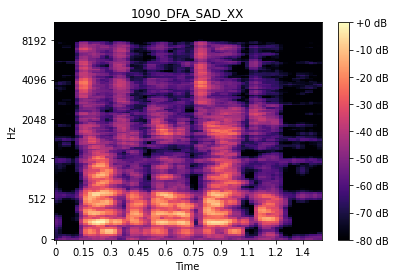 1090_DFA_SAD_XX
8192
4096
2048
1024
512
0
Hz
0
0.15
0.3
0.45
0.6
0.75
0.9
1.1
1.2
1.4
Time
+0 dB
-10 dB
-20 dB
-30 dB
-40 dB
-50 dB
-60 dB
-70 dB
-80 dB